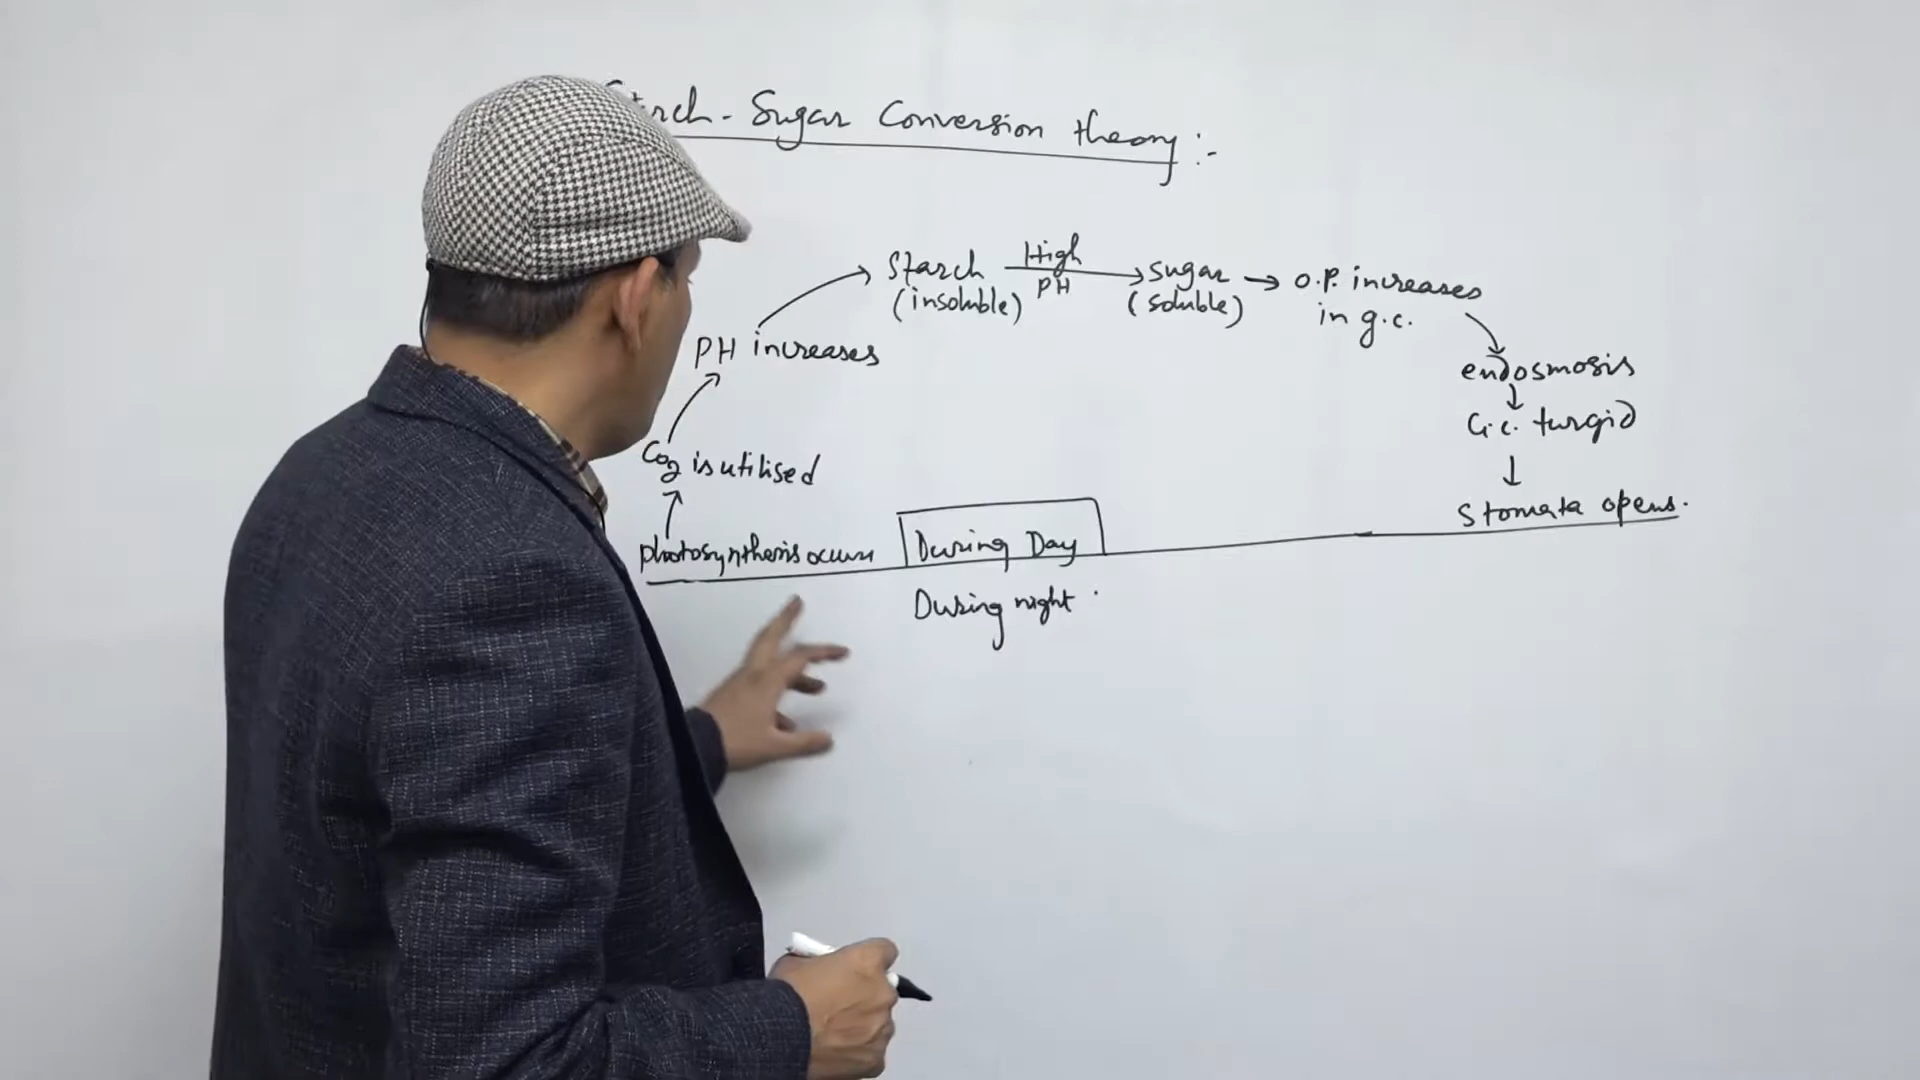 Starch - Sugar Conversion theory :-
Starch High sugar → O.P. increases
(insoluble) PH (soluble) in g.c.
PH increases
endosmosis
G.c. turgid
CO2 is utilised
Stomata opens.
photosynthesis occurs During Day
During night